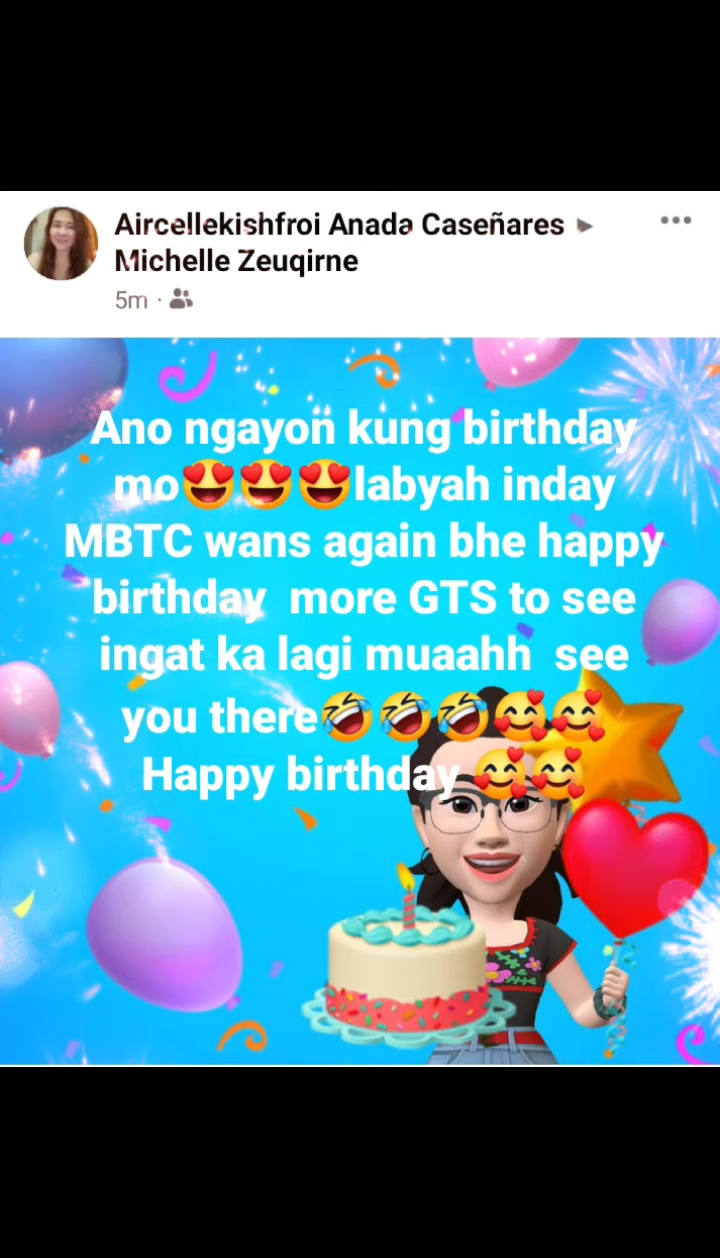 Aircellekishfroi Anada Caseñares ▶
Michelle Zeuqirne
5m ·
Ano ngayon kung birthday
mo😍😍😍labyah inday
MBTC wans again bhe happy
birthday  more GTS to see
ingat ka lagi muaahh  see
you there🤣🤣🤣🥰🥰
Happy birthday 🥰🥰